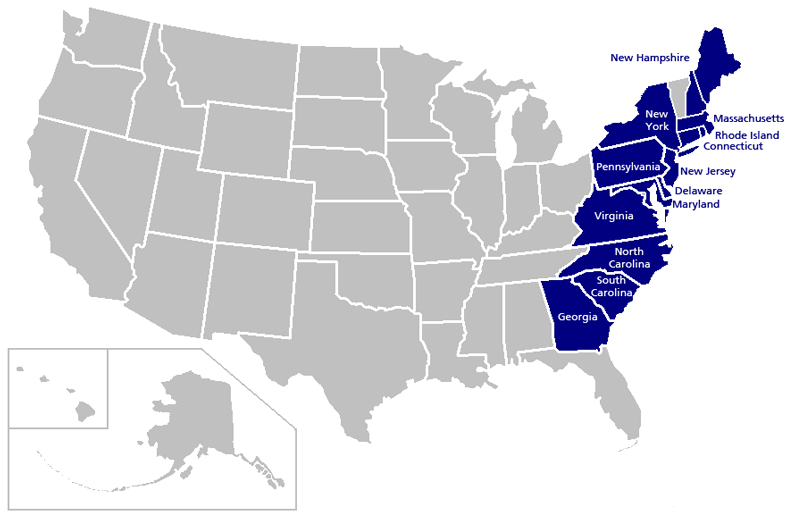 New Hampshire
New
York
Massachusetts
Rhode Island
Connecticut
Pennsylvania
New Jersey
Delaware
Maryland
Virginia
North
Carolina
South
Carolina
Georgia